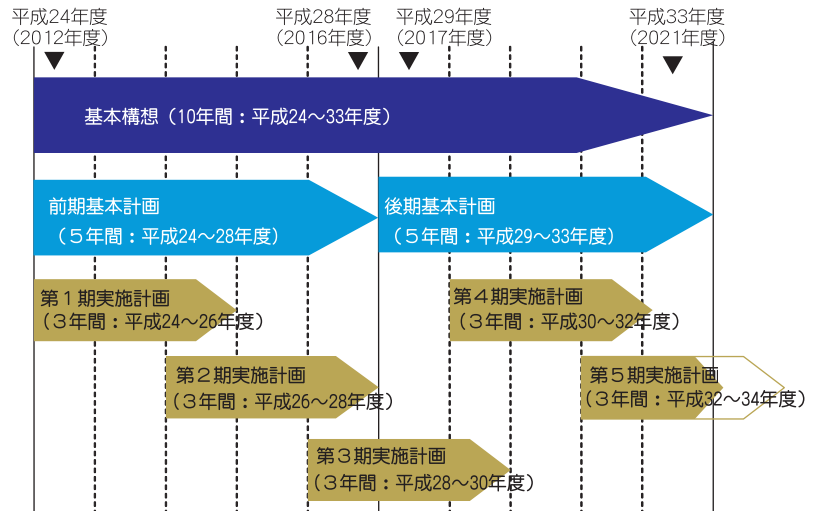 平成24年度
（2012年度）
平成28年度
（2016年度）
平成29年度
（2017年度）
平成33年度
（2021年度）
基本構想（10年間：平成24～33年度）
前期基本計画
（５年間：平成24～28年度）
後期基本計画
（５年間：平成29～33年度）
第１期実施計画
（３年間：平成24～26年度）
第４期実施計画
（３年間：平成30～32年度）
第２期実施計画
（３年間：平成26～28年度）
第５期実施計画
（３年間：平成32～34年度）
第３期実施計画
（３年間：平成28～30年度）